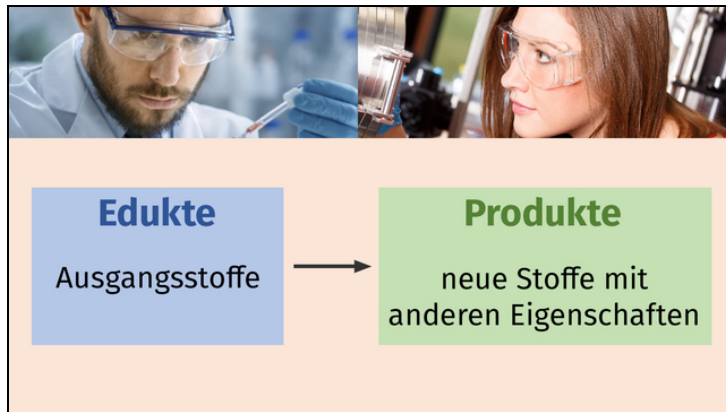 Edukte
Ausgangsstoffe
Produkte
neue Stoffe mit
anderen Eigenschaften